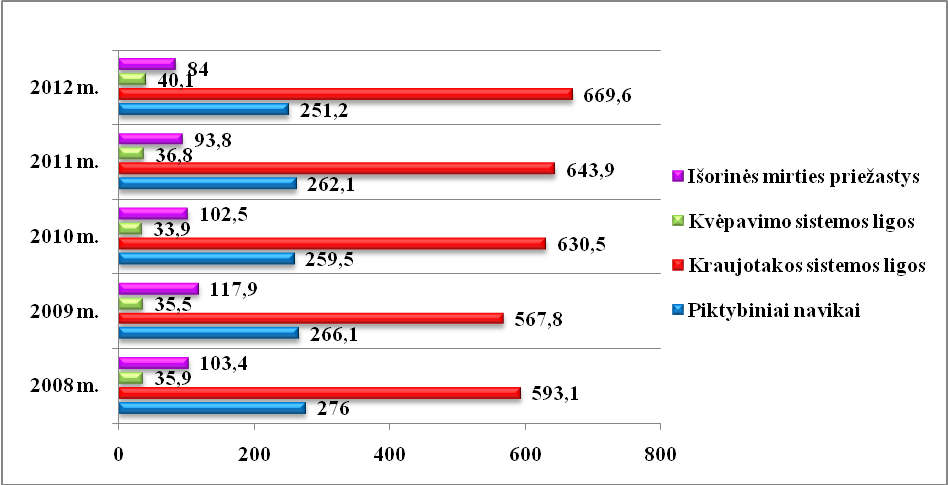 2012 m.
84
40,1
669,6
251,2
2011 m.
93,8
36,8
643,9
262,1
2010 m.
102,5
33,9
630,5
259,5
2009 m.
117,9
35,5
567,8
266,1
2008 m.
103,4
35,9
593,1
276
0 200 400 600 800
Išorinės mirties priežastys
Kvėpavimo sistemos ligos
Kraujotakos sistemos ligos
Piktybiniai navikai